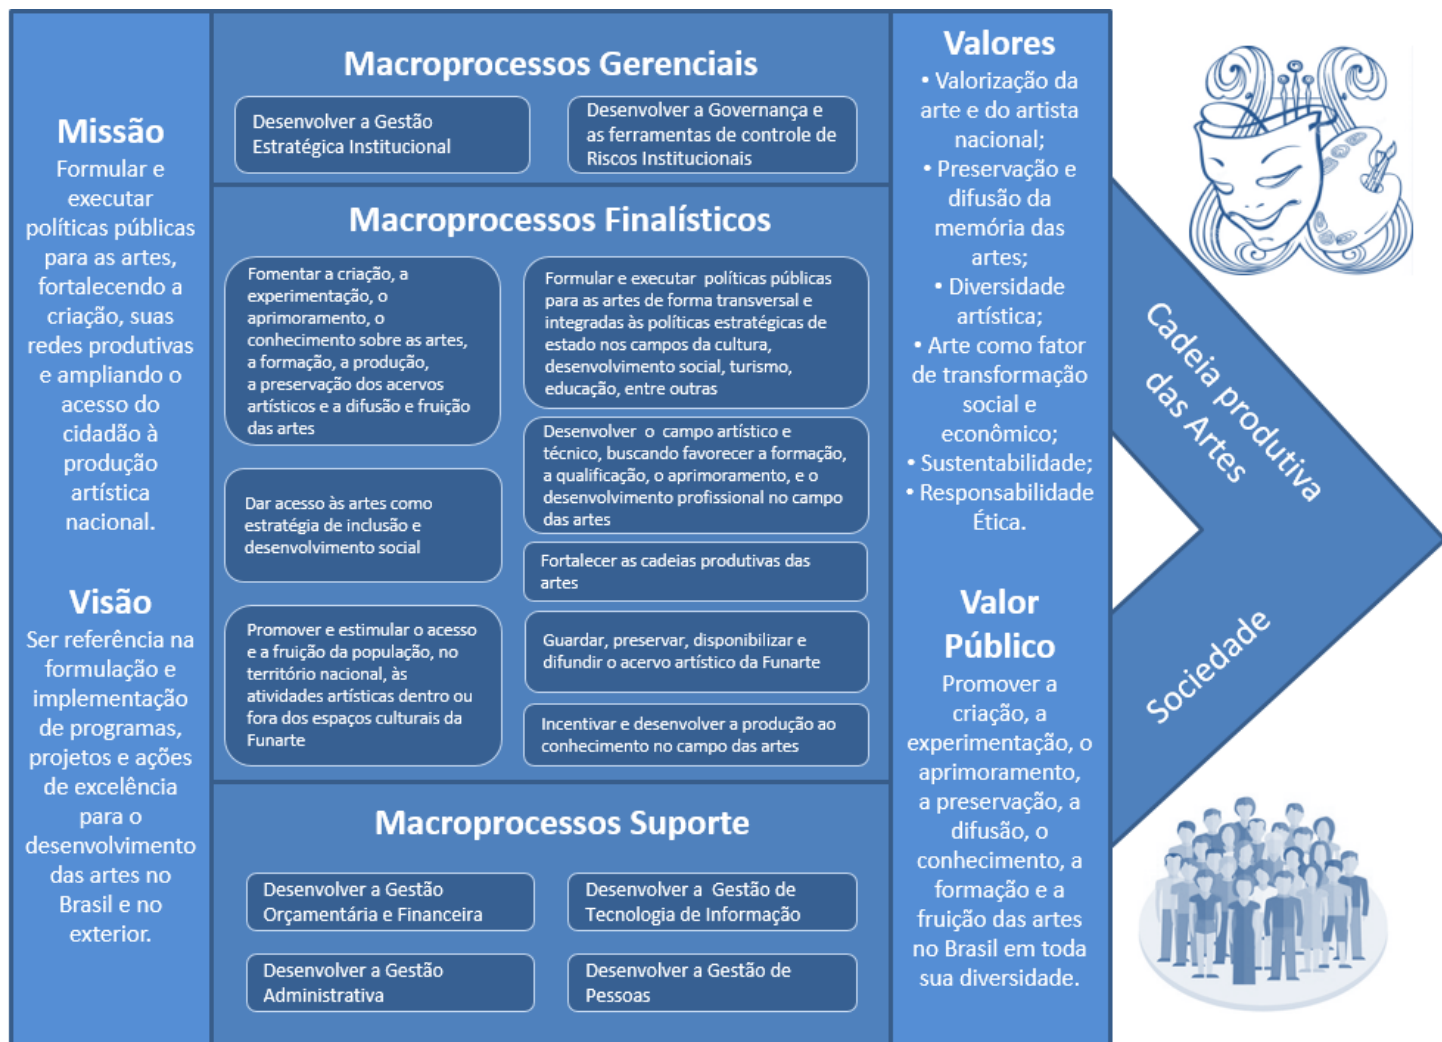 Missão
Formular e
executar
políticas públicas
para as artes,
fortalecendo a
criação, suas
redes produtivas
e ampliando o
acesso do
cidadão à
produção
artística
nacional.
Visão
Ser referência na
formulação e
implementação
de programas,
projetos e ações
de excelência
para o
desenvolvimento
das artes no
Brasil e no
exterior.
Macroprocessos Gerenciais
Desenvolver a Gestão
Estratégica Institucional
Desenvolver a Governança e
as ferramentas de controle de
Riscos Institucionais
Macroprocessos Finalísticos
Fomentar a criação, a
experimentação, o
aprimoramento, o
conhecimento sobre as artes,
a formação, a produção,
a preservação dos acervos
artísticos e a difusão e fruição
das artes
Dar acesso às artes como
estratégia de inclusão e
desenvolvimento social
Promover e estimular o acesso
e a fruição da população, no
território nacional, às
atividades artísticas dentro ou
fora dos espaços culturais da
Funarte
Formular e executar políticas públicas
para as artes de forma transversal e
integradas às políticas estratégicas de
estado nos campos da cultura,
desenvolvimento social, turismo,
educação, entre outras
Desenvolver o campo artístico e
técnico, buscando favorecer a formação,
a qualificação, o aprimoramento, e o
desenvolvimento profissional no campo
das artes
Fortalecer as cadeias produtivas das
artes
Guardar, preservar, disponibilizar e
difundir o acervo artístico da Funarte
Incentivar e desenvolver a produção ao
conhecimento no campo das artes
Macroprocessos Suporte
Desenvolver a Gestão
Orçamentária e Financeira
Desenvolver a Gestão de
Tecnologia de Informação
Desenvolver a Gestão
Administrativa
Desenvolver a Gestão de
Pessoas
Valores
• Valorização da
arte e do artista
nacional;
• Preservação e
difusão da
memória das
artes;
• Diversidade
artística;
• Arte como fator
de transformação
social e
econômico;
• Sustentabilidade;
• Responsabilidade
Ética.
Valor
Público
Promover a
criação, a
experimentação, o
aprimoramento,
a preservação, a
difusão, o
conhecimento, a
formação e a
fruição das artes
no Brasil em toda
sua diversidade.
Cadeia produtiva
das Artes
Sociedade